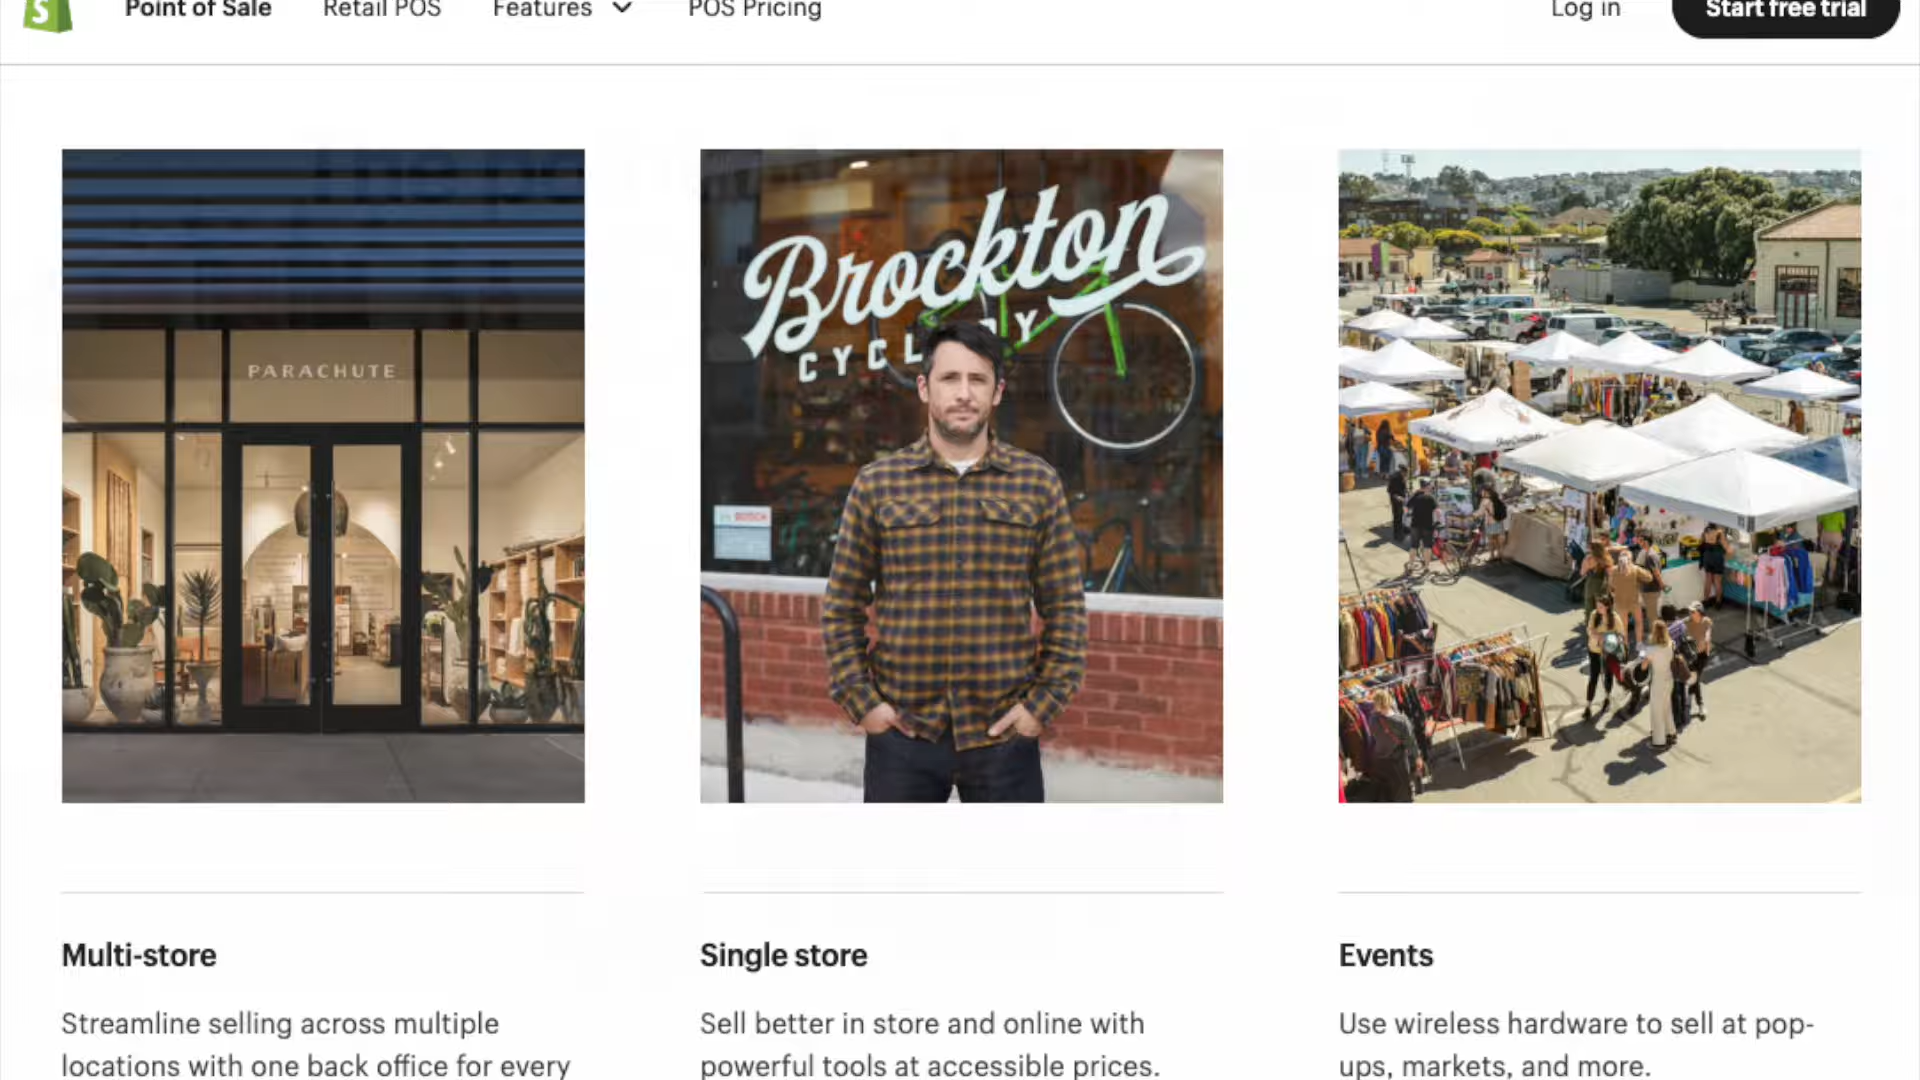 S
Point of Sale Retail POS Features POS Pricing Log in Start free trial
PARACHUTE
Brockton
CYCL RY
BOSCH
Multi-store
Streamline selling across multiple
locations with one back office for every
Single store
Sell better in store and online with
powerful tools at accessible prices.
Events
Use wireless hardware to sell at pop-
ups, markets, and more.